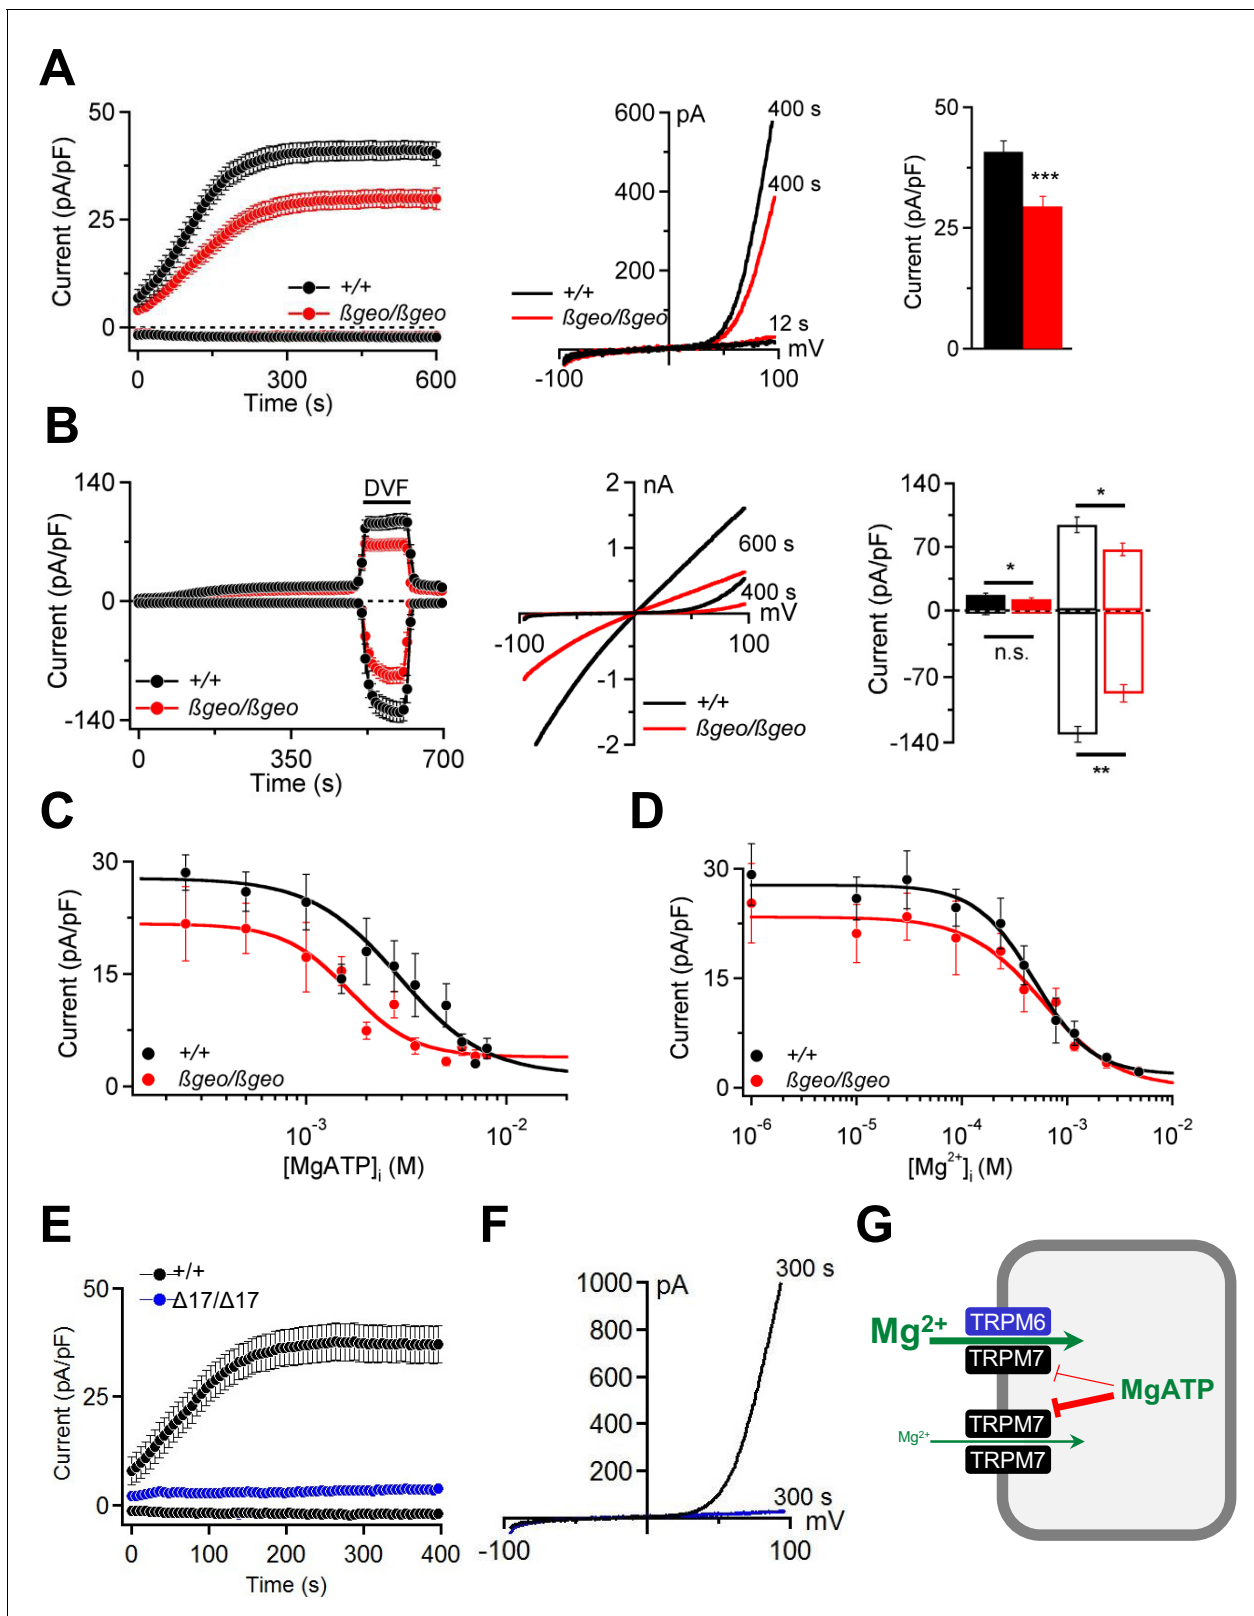 A
50
25
0
Current (pA/pF)
+/+
ßgeo/ßgeo
0 300 600
Time (s)
600 pA
400
200
400 s
400 s
12 s
mV
+/+
ßgeo/ßgeo
-100 100
50
25
0
Current (pA/pF)
***
B
140
0
-140
Current (pA/pF)
DVF
+/+
ßgeo/ßgeo
0 350 700
Time (s)
2 nA
1
-1
-2
600 s
400 s
mV
-100 100
+/+
ßgeo/ßgeo
140
70
0
-70
-140
Current (pA/pF)
*
*
n.s.
**
C
30
15
0
Current (pA/pF)
+/+
ßgeo/ßgeo
10⁻³ 10⁻²
[MgATP]ᵢ (M)
D
30
15
0
Current (pA/pF)
+/+
ßgeo/ßgeo
10⁻⁶ 10⁻⁵ 10⁻⁴ 10⁻³ 10⁻²
[Mg²⁺]ᵢ (M)
E
+/+
Δ17/Δ17
50
25
0
Current (pA/pF)
0 100 200 300 400
Time (s)
F
1000 pA
800
600
400
200
300 s
300 s
mV
-100 100
G
Mg²⁺
TRPM6
TRPM7
MgATP
Mg²⁺
TRPM7
TRPM7